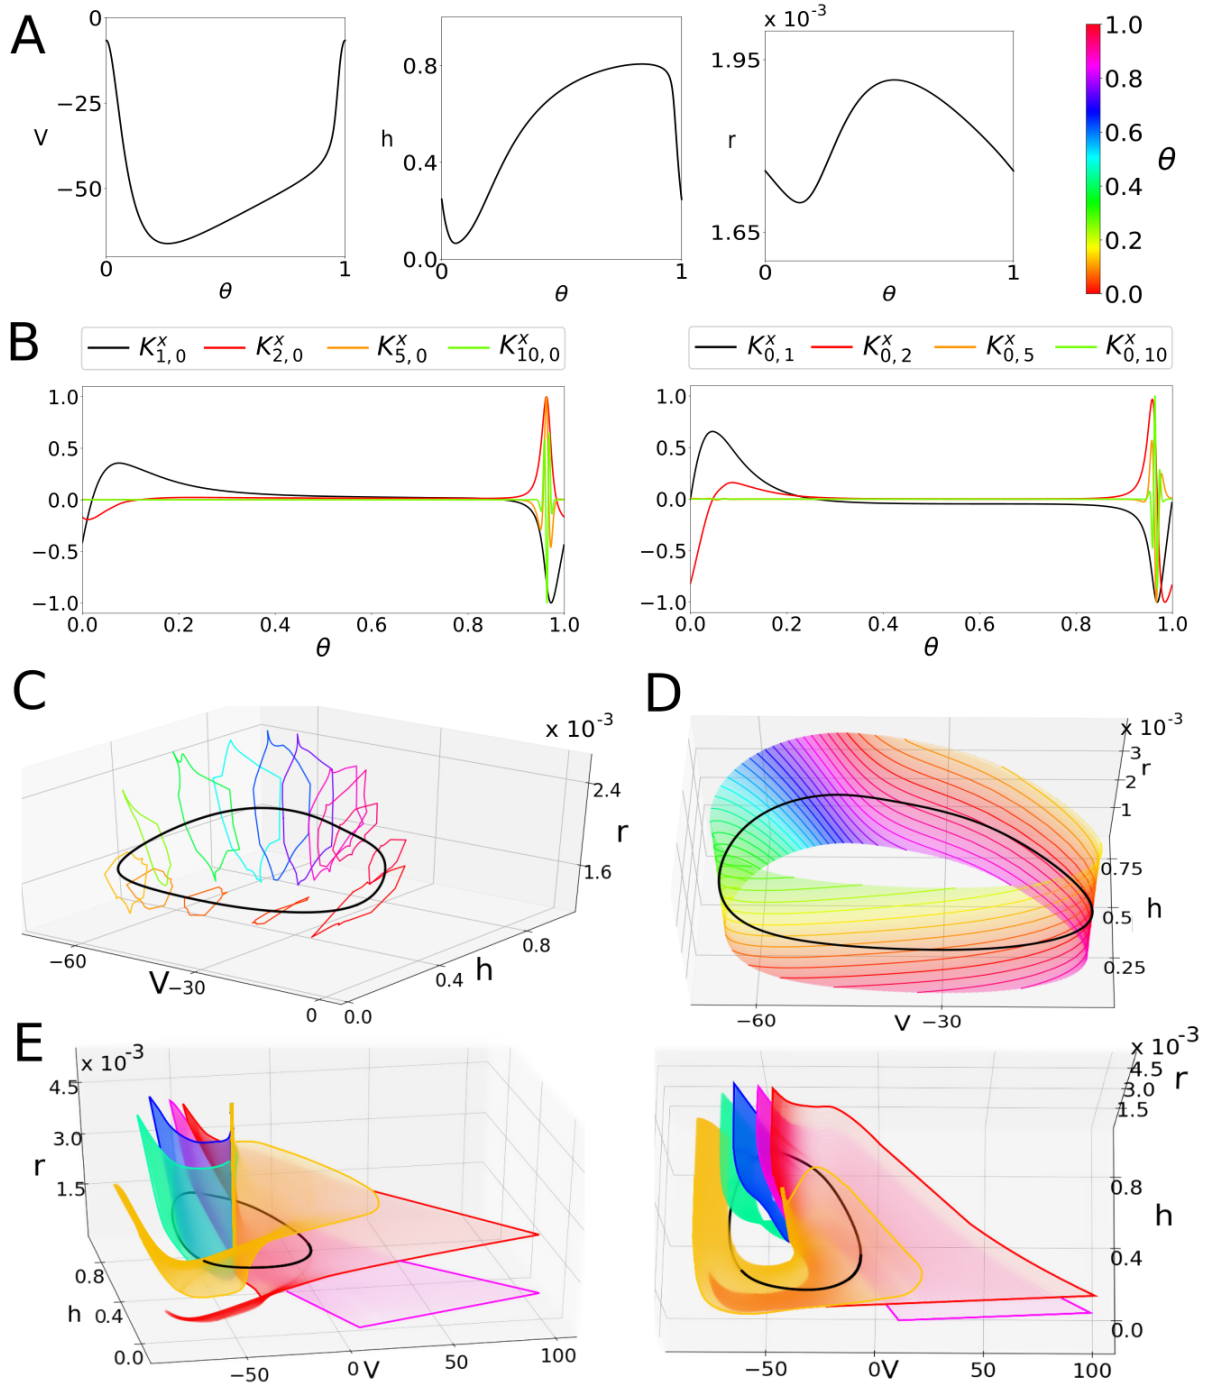 A
V
0
−25
−50
0
1
θ
h
0.8
0.4
0.0
0
1
θ
x 10⁻³
r
1.95
1.65
0
1
θ
1.0
0.8
0.6
0.4
0.2
0.0
θ
B
K^x_{1,0} K^x_{2,0} K^x_{5,0} K^x_{10,0}
1.0
0.5
0.0
−0.5
−1.0
0.0 0.2 0.4 0.6 0.8 1.0
θ
K^x_{0,1} K^x_{0,2} K^x_{0,5} K^x_{0,10}
1.0
0.5
0.0
−0.5
−1.0
0.0 0.2 0.4 0.6 0.8 1.0
θ
C
x 10⁻³
2.4
r
1.6
0.8
h
0.4
0.0
−60
V
−30
0
D
x 10⁻³
3
r
2
1
0.75
0.5
h
0.25
−60
V
−30
E
x 10⁻³
4.5
3.0
r
1.5
0.8
h
0.4
0.0
−50
0
V
50
100
x 10⁻³
4.5
r
3.0
1.5
0.8
h
0.4
0.0
−50
0
V
50
100